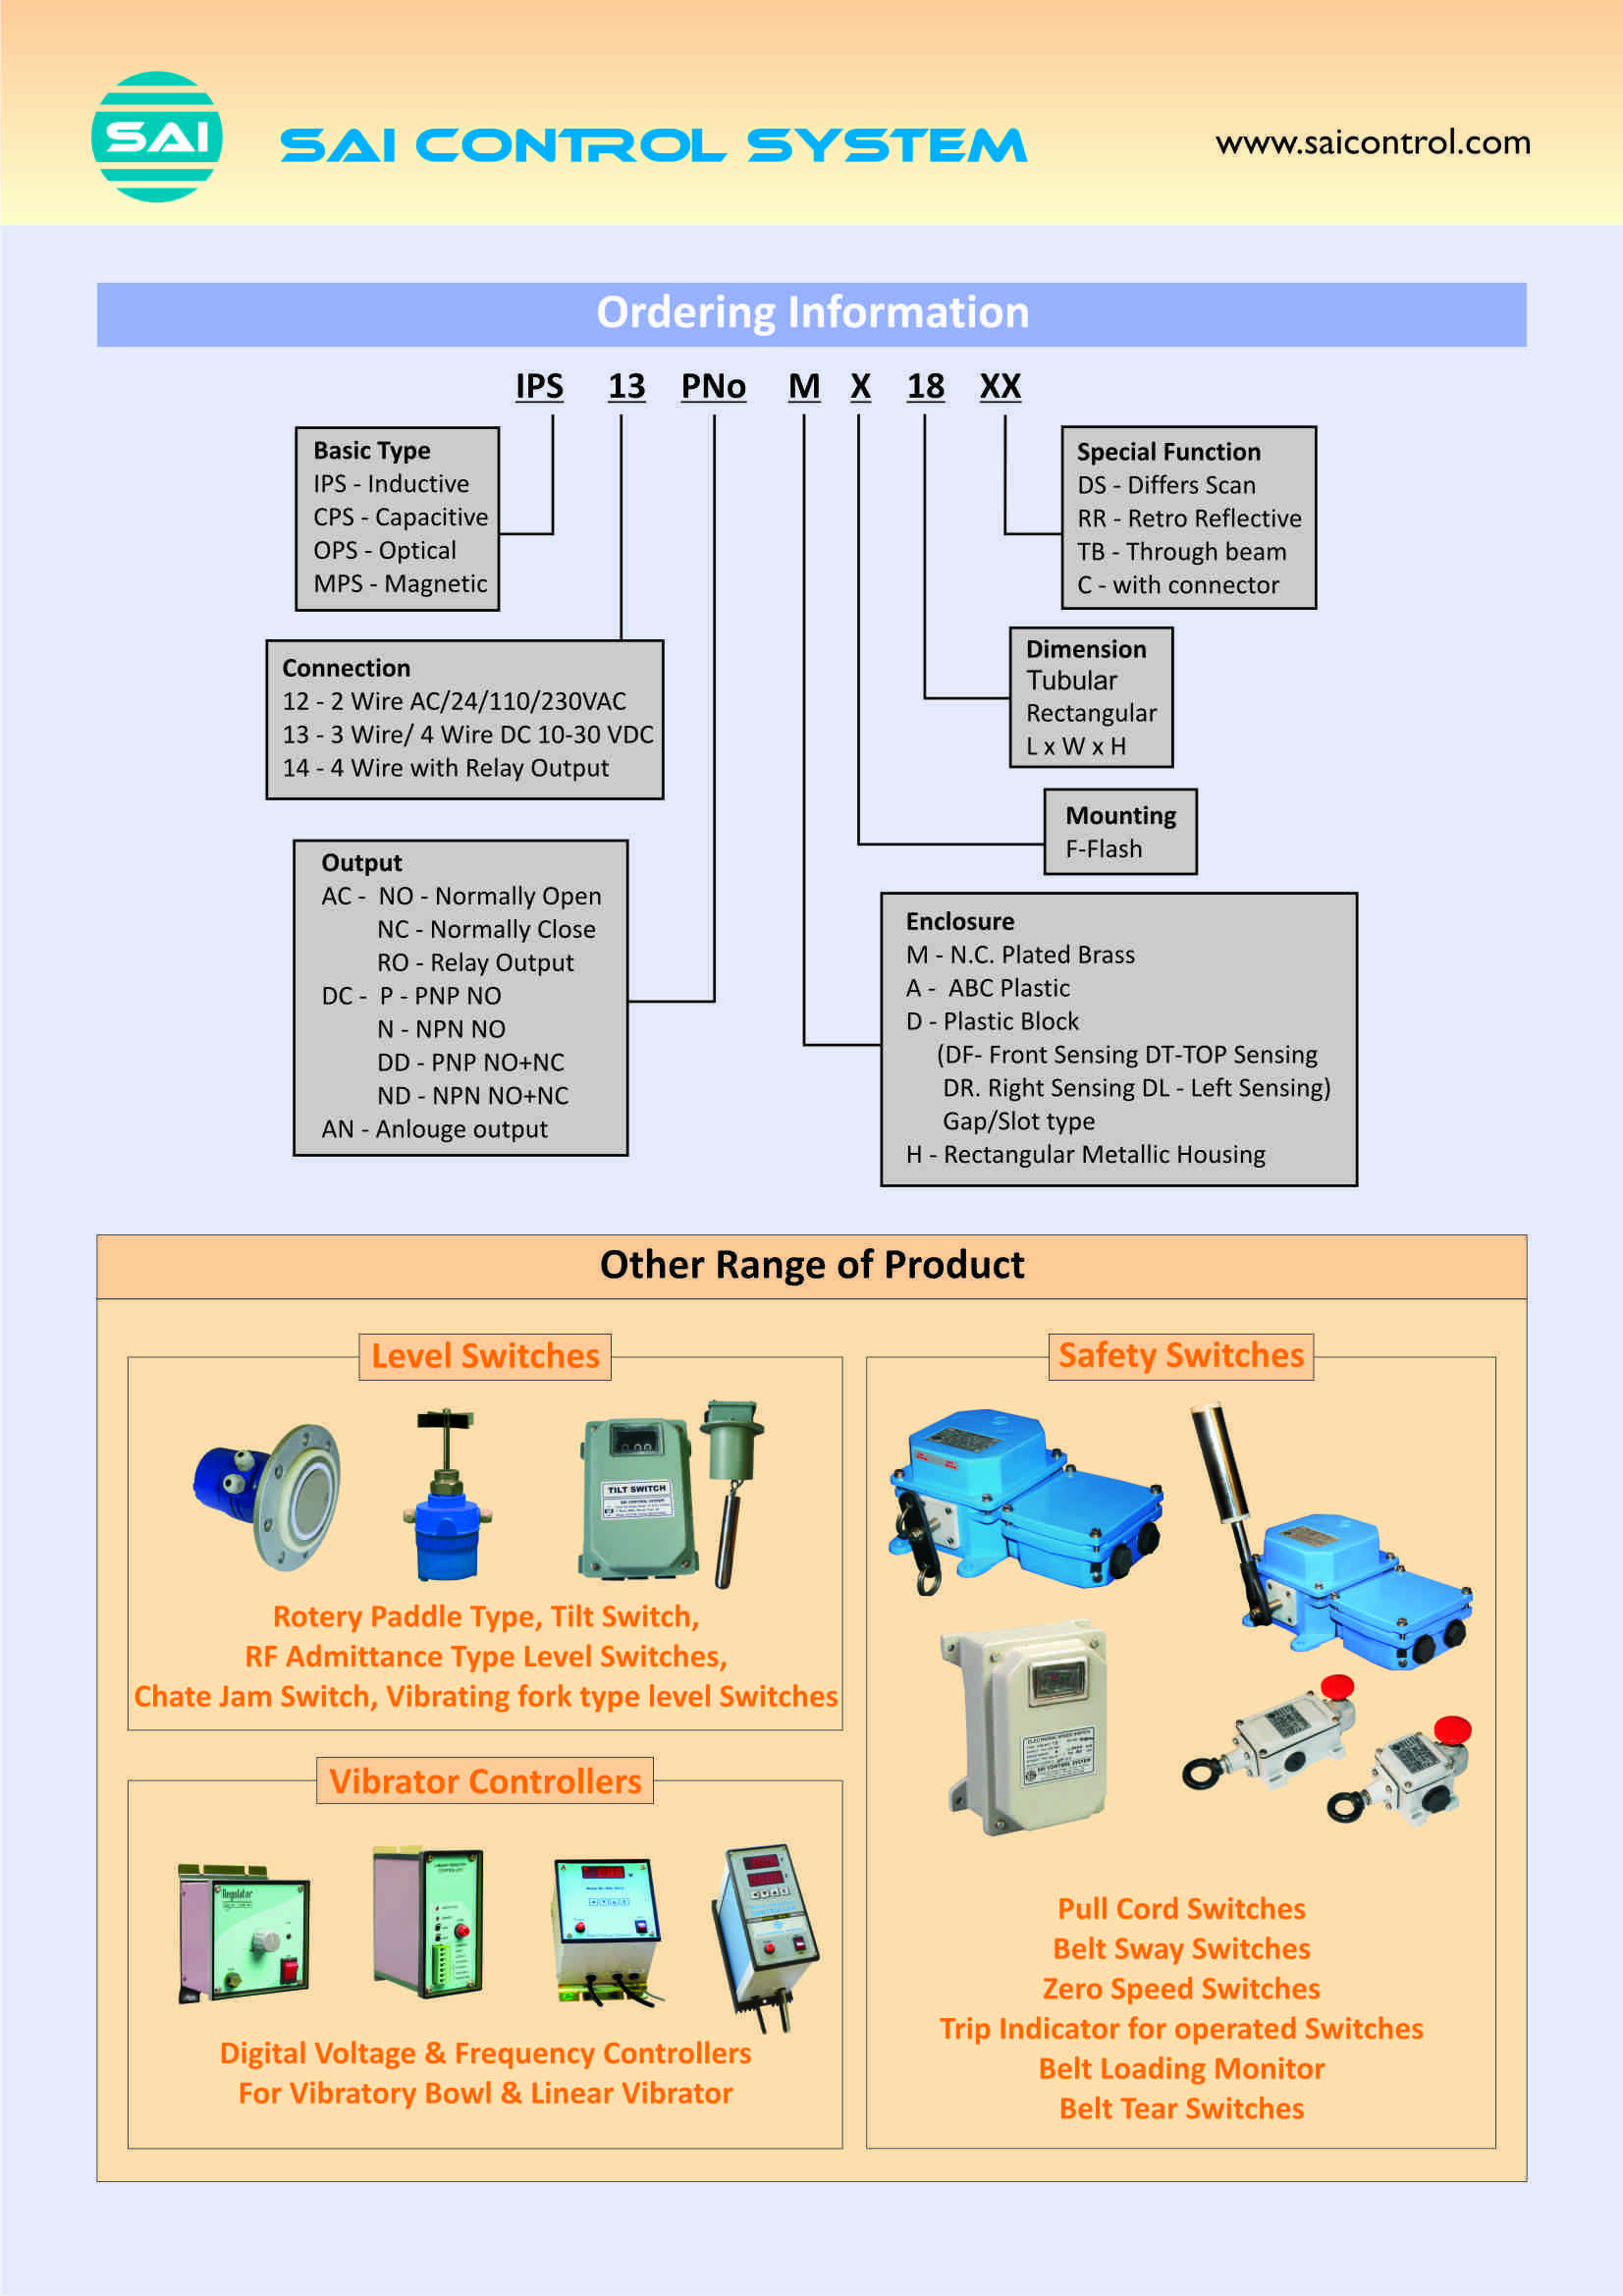 SAI
SAI CONTROL SYSTEM
www.saicontrol.com
Ordering Information
IPS 13 PNo M X 18 XX
Basic Type
IPS - Inductive
CPS - Capacitive
OPS - Optical
MPS - Magnetic
Special Function
DS - Differs Scan
RR - Retro Reflective
TB - Through beam
C - with connector
Connection
12 - 2 Wire AC/24/110/230VAC
13 - 3 Wire/ 4 Wire DC 10-30 VDC
14 - 4 Wire with Relay Output
Dimension
Tubular
Rectangular
L x W x H
Mounting
F-Flash
Output
AC - NO - Normally Open
NC - Normally Close
RO - Relay Output
DC - P - PNP NO
N - NPN NO
DD - PNP NO+NC
ND - NPN NO+NC
AN - Anlouge output
Enclosure
M - N.C. Plated Brass
A - ABC Plastic
D - Plastic Block
(DF- Front Sensing DT-TOP Sensing
DR. Right Sensing DL - Left Sensing)
Gap/Slot type
H - Rectangular Metallic Housing
Other Range of Product
Level Switches
TILT SWITCH
SAI CONTROL SYSTEM
Rotery Paddle Type, Tilt Switch,
RF Admittance Type Level Switches,
Chate Jam Switch, Vibrating fork type level Switches
Vibrator Controllers
Regulator
Digital Voltage & Frequency Controllers
For Vibratory Bowl & Linear Vibrator
Safety Switches
SAI CONTROL SYSTEM
Pull Cord Switches
Belt Sway Switches
Zero Speed Switches
Trip Indicator for operated Switches
Belt Loading Monitor
Belt Tear Switches